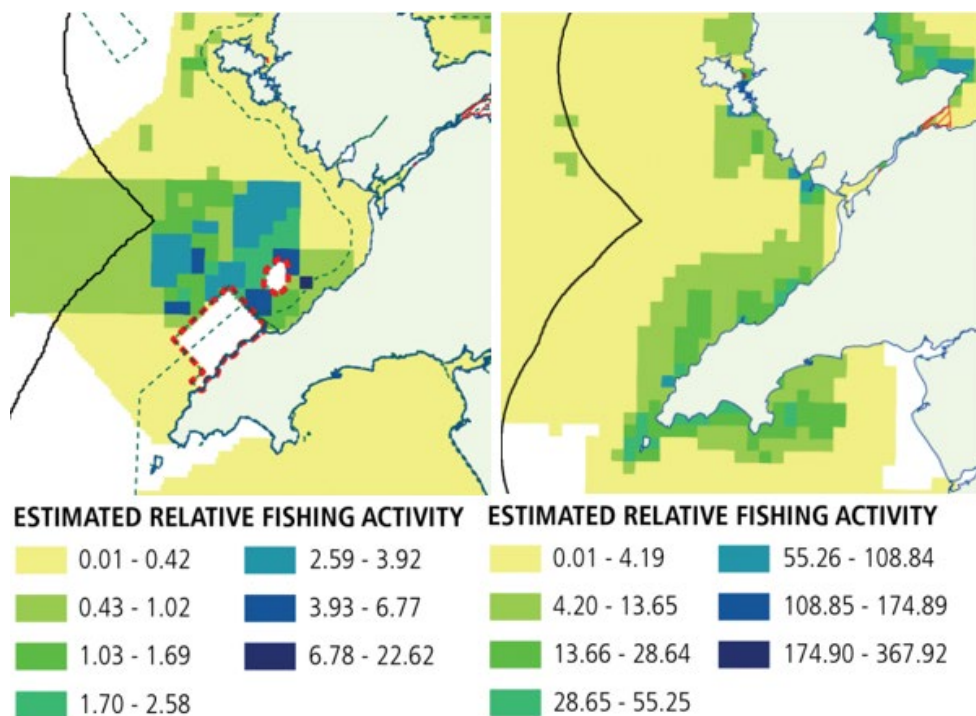 ESTIMATED RELATIVE FISHING ACTIVITY
0.01 - 0.42
2.59 - 3.92
0.43 - 1.02
3.93 - 6.77
1.03 - 1.69
6.78 - 22.62
1.70 - 2.58
ESTIMATED RELATIVE FISHING ACTIVITY
0.01 - 4.19
55.26 - 108.84
4.20 - 13.65
108.85 - 174.89
13.66 - 28.64
174.90 - 367.92
28.65 - 55.25